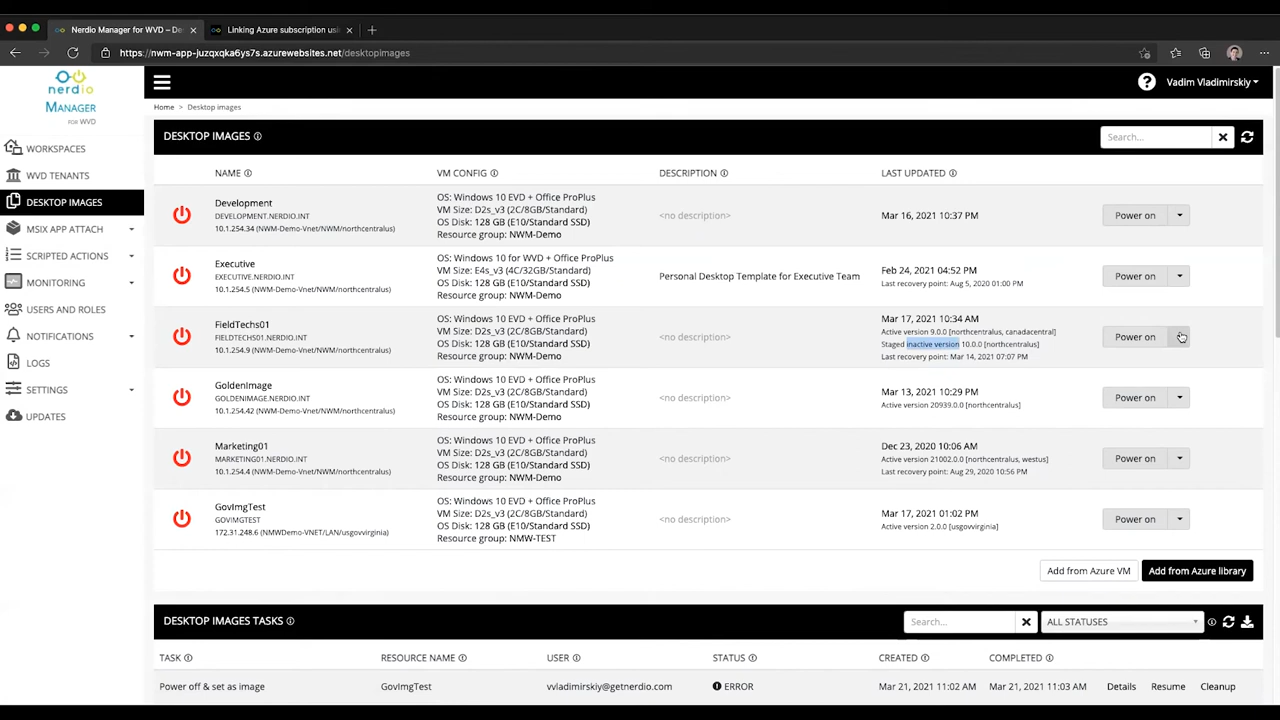 Nerdio Manager for WVD – De
Linking Azure subscription usi
https://nwm-app-juzqxqka6ys7s.azurewebsites.net/desktopimages
nerdio
MANAGER
FOR WVD
Vadim Vladimirskiy
Home > Desktop images
WORKSPACES
WVD TENANTS
DESKTOP IMAGES
MSIX APP ATTACH
SCRIPTED ACTIONS
MONITORING
USERS AND ROLES
NOTIFICATIONS
LOGS
SETTINGS
UPDATES
DESKTOP IMAGES
Search...
NAME VM CONFIG DESCRIPTION LAST UPDATED
Development
DEVELOPMENT.NERDIO.INT
10.1.254.34 (NWM-Demo-Vnet/NWM/northcentralus)
OS: Windows 10 EVD + Office ProPlus
VM Size: D2s_v3 (2C/8GB/Standard)
OS Disk: 128 GB (E10/Standard SSD)
Resource group: NWM-Demo
<no description>
Mar 16, 2021 10:37 PM
Power on
Executive
EXECUTIVE.NERDIO.INT
10.1.254.5 (NWM-Demo-Vnet/NWM/northcentralus)
OS: Windows 10 for WVD + Office ProPlus
VM Size: E4s_v3 (4C/32GB/Standard)
OS Disk: 128 GB (E10/Standard SSD)
Resource group: NWM-Demo
Personal Desktop Template for Executive Team
Feb 24, 2021 04:52 PM
Last recovery point: Aug 5, 2020 01:00 PM
Power on
FieldTechs01
FIELDTECHS01.NERDIO.INT
10.1.254.9 (NWM-Demo-Vnet/NWM/northcentralus)
OS: Windows 10 EVD + Office ProPlus
VM Size: D2s_v3 (2C/8GB/Standard)
OS Disk: 128 GB (E10/Standard SSD)
Resource group: NWM-Demo
<no description>
Mar 17, 2021 10:34 AM
Active version 9.0.0 [northcentralus, canadacentral]
Staged inactive version 10.0.0 [northcentralus]
Last recovery point: Mar 14, 2021 07:07 PM
Power on
GoldenImage
GOLDENIMAGE.NERDIO.INT
10.1.254.42 (NWM-Demo-Vnet/NWM/northcentralus)
OS: Windows 10 EVD + Office ProPlus
VM Size: D2s_v3 (2C/8GB/Standard)
OS Disk: 128 GB (E10/Standard SSD)
Resource group: NWM-Demo
<no description>
Mar 13, 2021 10:29 PM
Active version 20939.0.0 [northcentralus]
Power on
Marketing01
MARKETING01.NERDIO.INT
10.1.254.4 (NWM-Demo-Vnet/NWM/northcentralus)
OS: Windows 10 EVD + Office ProPlus
VM Size: D2s_v3 (2C/8GB/Standard)
OS Disk: 128 GB (E10/Standard SSD)
Resource group: NWM-Demo
<no description>
Dec 23, 2020 10:06 AM
Active version 21002.0.0 [northcentralus, westus]
Last recovery point: Aug 29, 2020 10:56 PM
Power on
GovImgTest
GOVIMGTEST
172.31.248.6 (NMWDemo-VNET/LAN/usgovvirginia)
OS: Windows 10 EVD + Office ProPlus
VM Size: D2s_v3 (2C/8GB/Standard)
OS Disk: 128 GB (E10/Standard SSD)
Resource group: NMW-TEST
<no description>
Mar 17, 2021 01:02 PM
Active version 2.0.0 [usgovvirginia]
Power on
Add from Azure VM
Add from Azure library
DESKTOP IMAGES TASKS
Search...
ALL STATUSES
TASK RESOURCE NAME USER STATUS CREATED COMPLETED
Power off & set as image GovImgTest vvladimirskiy@getnerdio.com ERROR Mar 21, 2021 11:02 AM Mar 21, 2021 11:03 AM Details Resume Cleanup